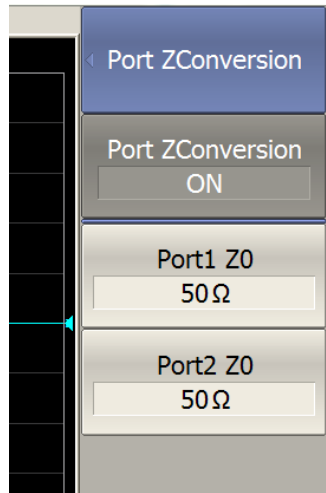 Port ZConversion
Port ZConversion
ON
Port1 Z0
50Ω
Port2 Z0
50Ω